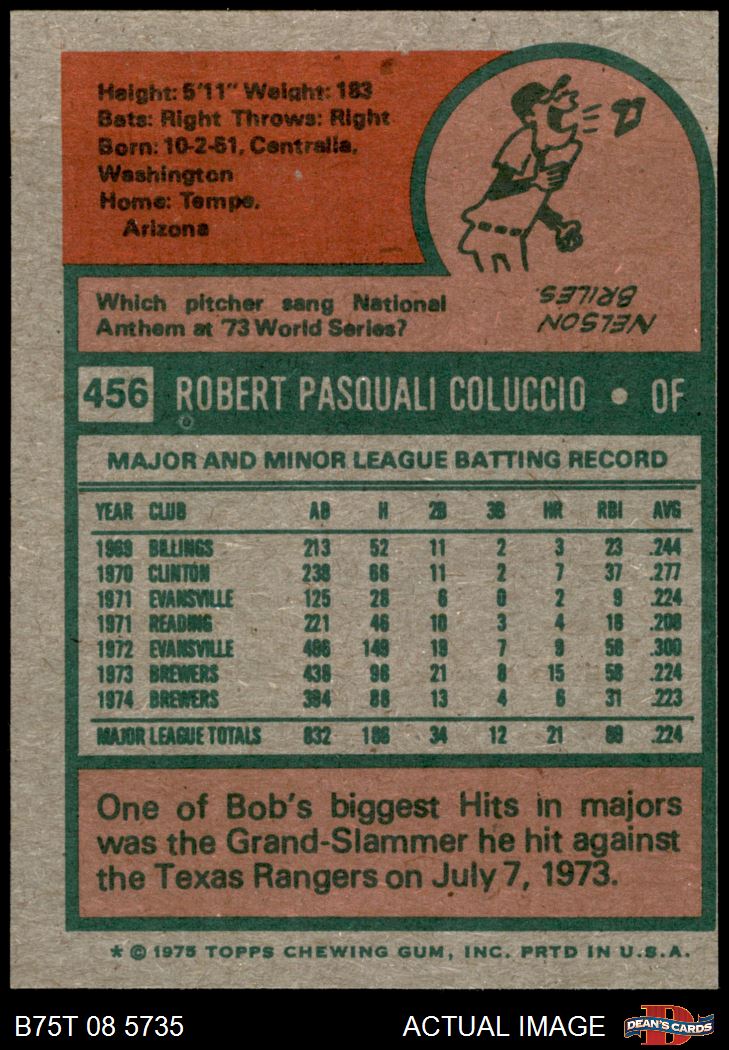 Height: 5'11" Weight: 183
Bats: Right Throws: Right
Born: 10-2-51, Centralia,
Washington
Home: Tempe,
Arizona
Which pitcher sang National
Anthem at '73 World Series?
NELSON
BRILES
456 ROBERT PASQUALI COLUCCIO • OF
MAJOR AND MINOR LEAGUE BATTING RECORD
YEAR CLUB AB H 2B 3B HR RBI AVG
1969 BILLINGS 213 52 11 2 3 23 .244
1970 CLINTON 238 66 11 2 7 37 .277
1971 EVANSVILLE 125 28 6 0 2 9 .224
1971 READING 221 46 10 3 4 18 .208
1972 EVANSVILLE 496 149 19 7 9 58 .300
1973 BREWERS 438 98 21 8 15 58 .224
1974 BREWERS 394 88 13 4 6 31 .223
MAJOR LEAGUE TOTALS 832 186 34 12 21 89 .224
One of Bob's biggest Hits in majors
was the Grand-Slammer he hit against
the Texas Rangers on July 7, 1973.
* © 1975 TOPPS CHEWING GUM, INC. PRTD IN U.S.A.
B75T 08 5735 ACTUAL IMAGE D DEAN'S CARDS